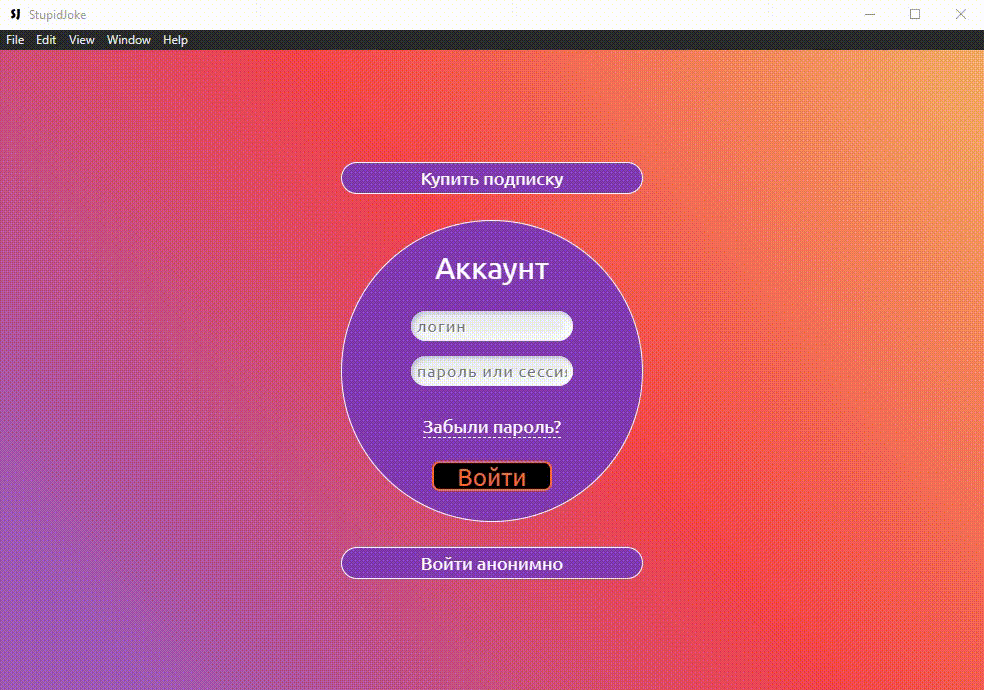 SJ StupidJoke
File Edit View Window Help
Купить подписку
Аккаунт
логин
пароль или сесси
Забыли пароль?
Войти
Войти анонимно